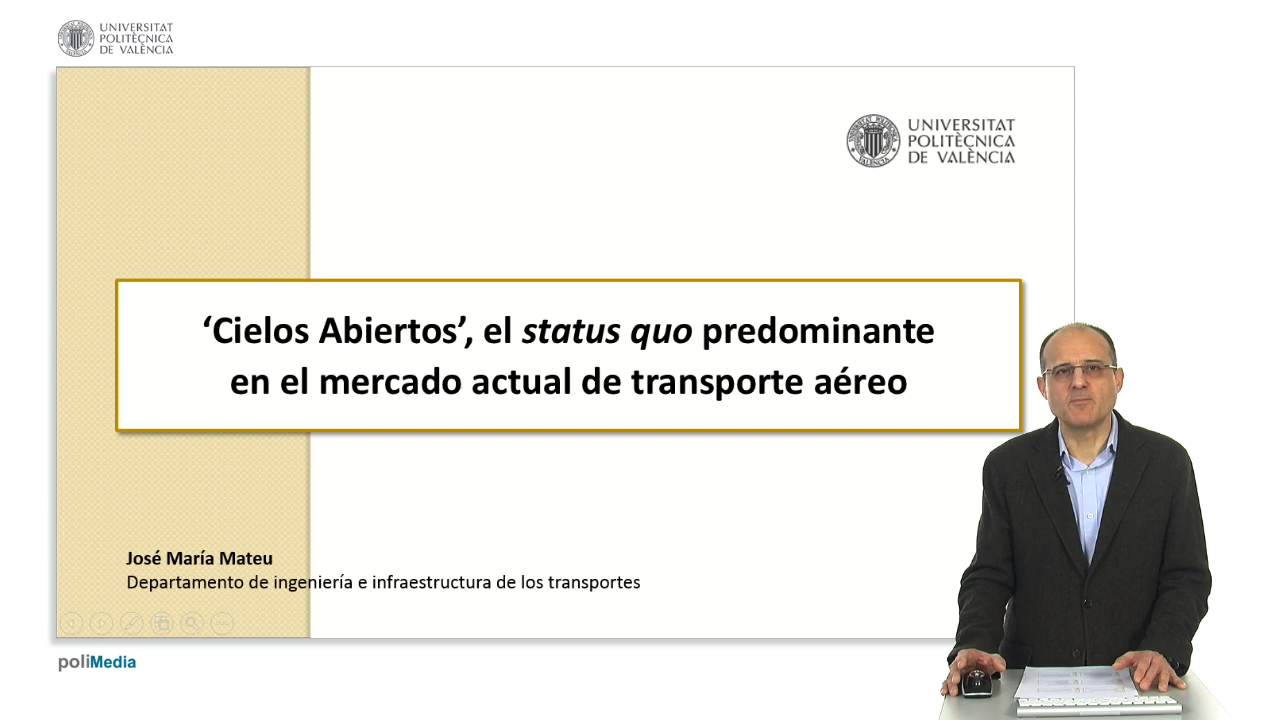 UNIVERSITAT
POLITÈCNICA
DE VALÈNCIA
UNIVERSITAT
POLITÈCNICA
DE VALÈNCIA
‘Cielos Abiertos’, el status quo predominante
en el mercado actual de transporte aéreo
José María Mateu
Departamento de ingeniería e infraestructura de los transportes
poliMedia